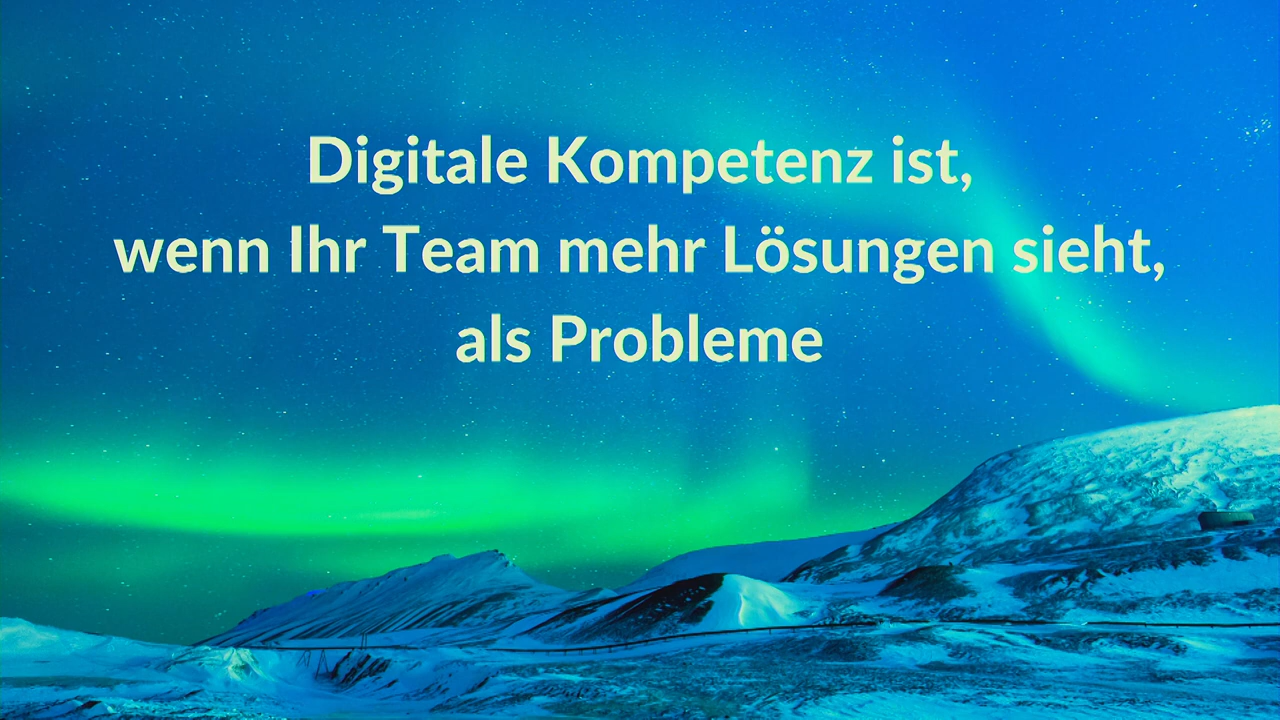 Digitale Kompetenz ist,
wenn Ihr Team mehr Lösungen sieht,
als Probleme